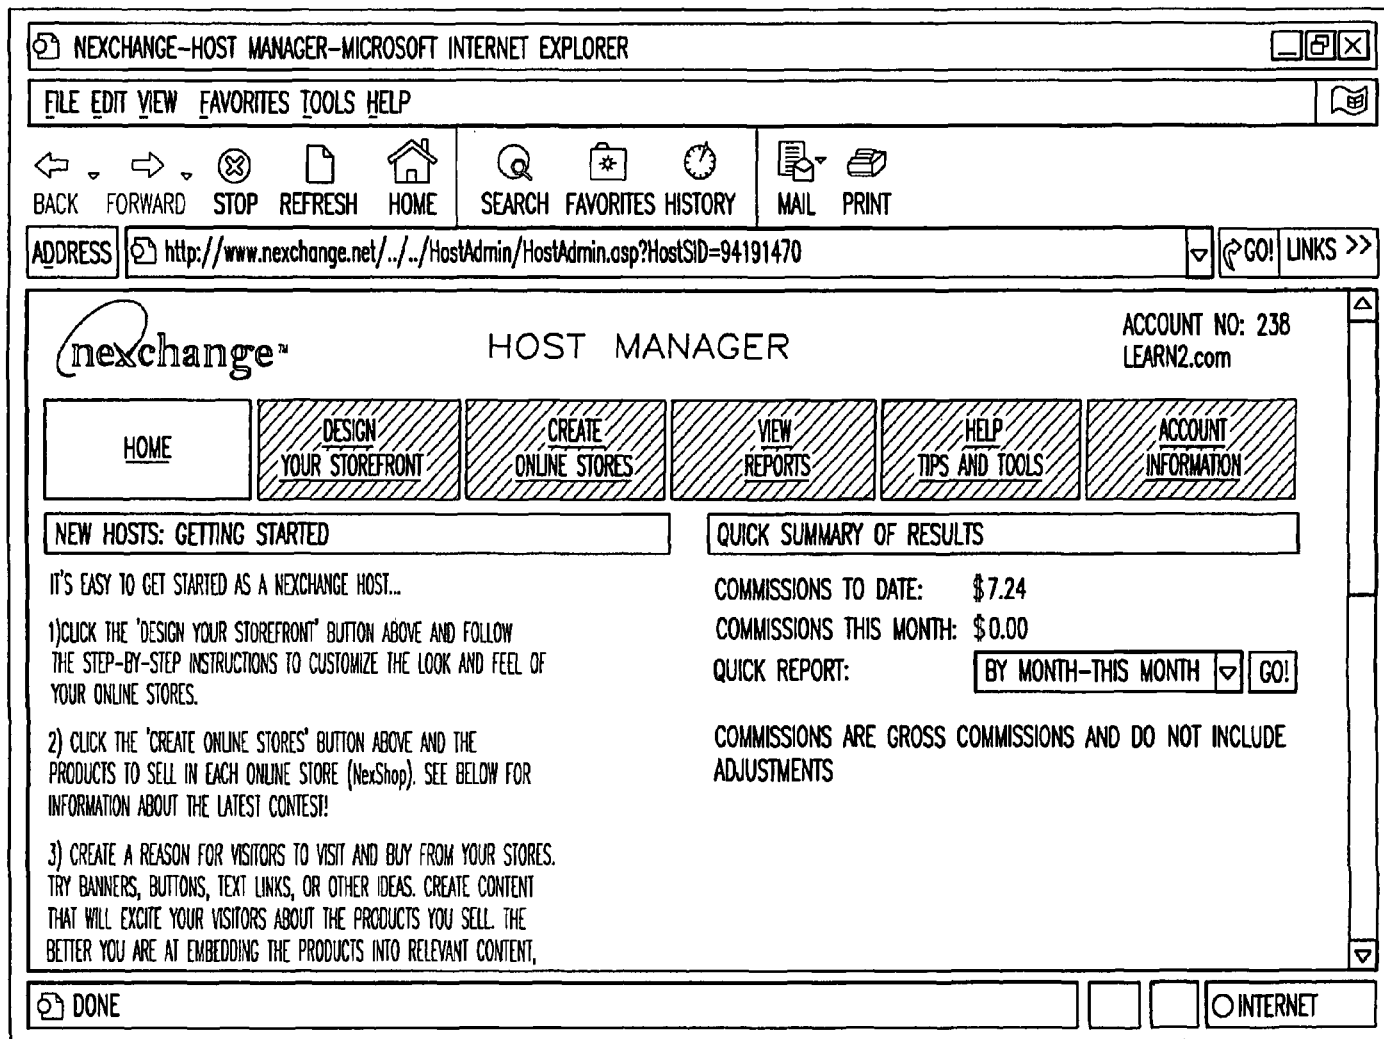 NEXCHANGE-HOST MANAGER-MICROSOFT INTERNET EXPLORER
FILE EDIT VIEW FAVORITES TOOLS HELP
BACK FORWARD STOP REFRESH HOME SEARCH FAVORITES HISTORY MAIL PRINT
ADDRESS http://www.nexchange.net/../../HostAdmin/HostAdmin.asp?HostSID=94191470 GO! LINKS >>
nexchange™ HOST MANAGER
ACCOUNT NO: 238
LEARN2.com
HOME
DESIGN
YOUR STOREFRONT
CREATE
ONLINE STORES
VIEW
REPORTS
HELP
TIPS AND TOOLS
ACCOUNT
INFORMATION
NEW HOSTS: GETTING STARTED
IT'S EASY TO GET STARTED AS A NEXCHANGE HOST...
1)CLICK THE 'DESIGN YOUR STOREFRONT' BUTTON ABOVE AND FOLLOW
THE STEP-BY-STEP INSTRUCTIONS TO CUSTOMIZE THE LOOK AND FEEL OF
YOUR ONLINE STORES.
2) CLICK THE 'CREATE ONLINE STORES' BUTTON ABOVE AND THE
PRODUCTS TO SELL IN EACH ONLINE STORE (NexShop). SEE BELOW FOR
INFORMATION ABOUT THE LATEST CONTEST!
3) CREATE A REASON FOR VISITORS TO VISIT AND BUY FROM YOUR STORES.
TRY BANNERS, BUTTONS, TEXT LINKS, OR OTHER IDEAS. CREATE CONTENT
THAT WILL EXCITE YOUR VISITORS ABOUT THE PRODUCTS YOU SELL. THE
BETTER YOU ARE AT EMBEDDING THE PRODUCTS INTO RELEVANT CONTENT,
QUICK SUMMARY OF RESULTS
COMMISSIONS TO DATE: $7.24
COMMISSIONS THIS MONTH: $0.00
QUICK REPORT: BY MONTH-THIS MONTH GO!
COMMISSIONS ARE GROSS COMMISSIONS AND DO NOT INCLUDE
ADJUSTMENTS
DONE
INTERNET